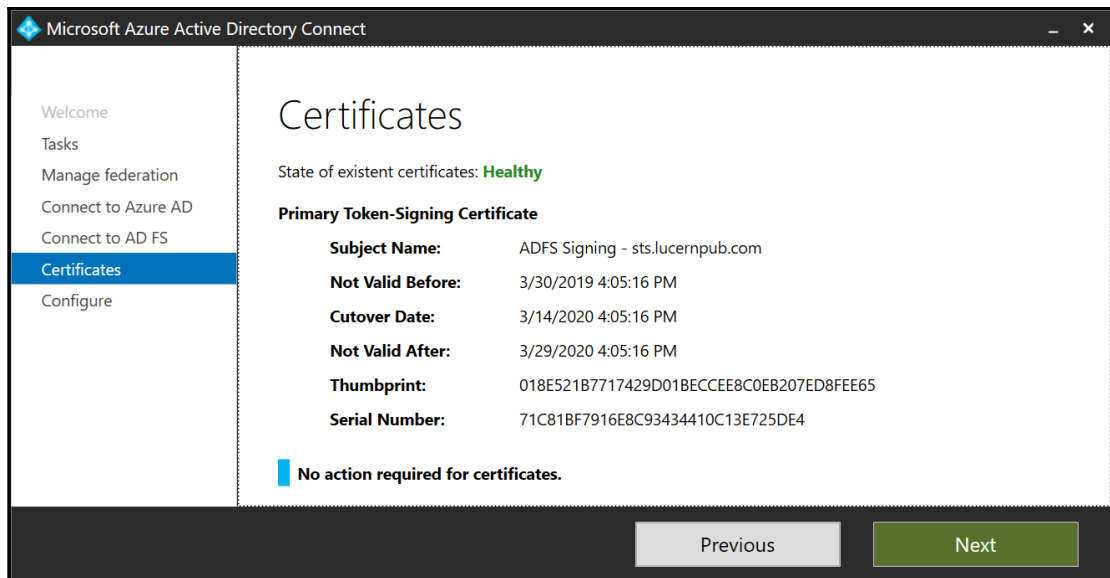 Microsoft Azure Active Directory Connect
Welcome
Tasks
Manage federation
Connect to Azure AD
Connect to AD FS
Certificates
Configure
Certificates
State of existent certificates: Healthy
Primary Token-Signing Certificate
Subject Name: ADFS Signing - sts.lucernpub.com
Not Valid Before: 3/30/2019 4:05:16 PM
Cutover Date: 3/14/2020 4:05:16 PM
Not Valid After: 3/29/2020 4:05:16 PM
Thumbprint: 018E521B7717429D01BECCEE8C0EB207ED8FEE65
Serial Number: 71C81BF7916E8C93434410C13E725DE4
No action required for certificates.
Previous
Next